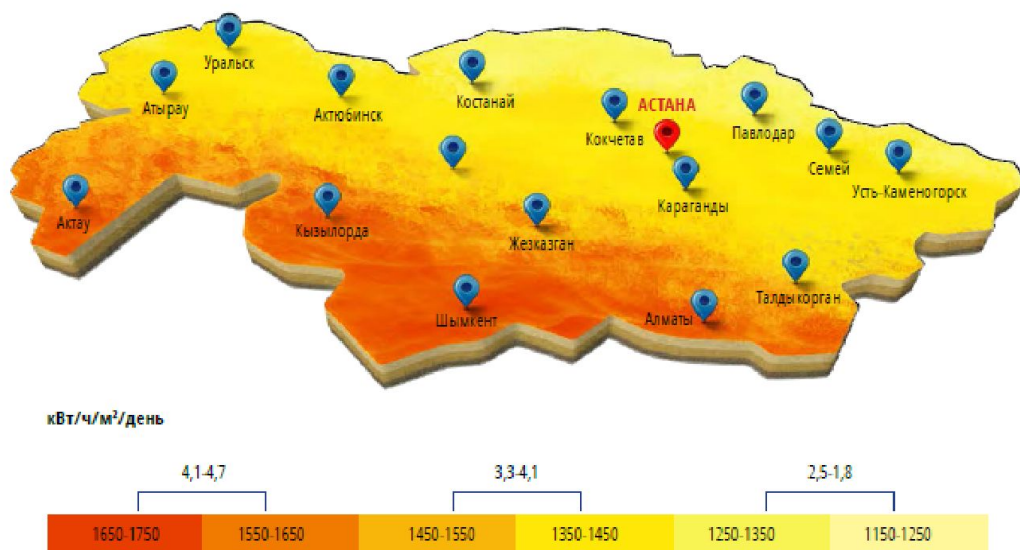 Уральск
Атырау
Актюбинск
Костанай
АСТАНА
Кокчетав
Павлодар
Семей
Усть-Каменогорск
Караганды
Актау
Кызылорда
Жезказган
Талдыкорган
Шымкент
Алматы
кВт/ч/м²/день
4,1-4,7 3,3-4,1 2,5-1,8
1650-1750 1550-1650 1450-1550 1350-1450 1250-1350 1150-1250